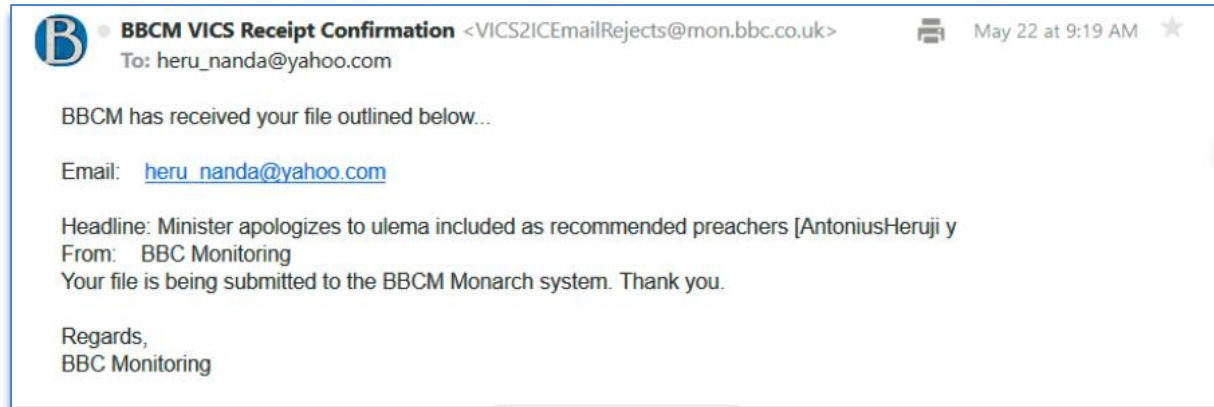 B
BBCM VICS Receipt Confirmation <VICS2ICEmailRejects@mon.bbc.co.uk> May 22 at 9:19 AM
To: heru_nanda@yahoo.com
BBCM has received your file outlined below...
Email: heru_nanda@yahoo.com
Headline: Minister apologizes to ulema included as recommended preachers [AntoniusHeruji y
From: BBC Monitoring
Your file is being submitted to the BBCM Monarch system. Thank you.
Regards,
BBC Monitoring